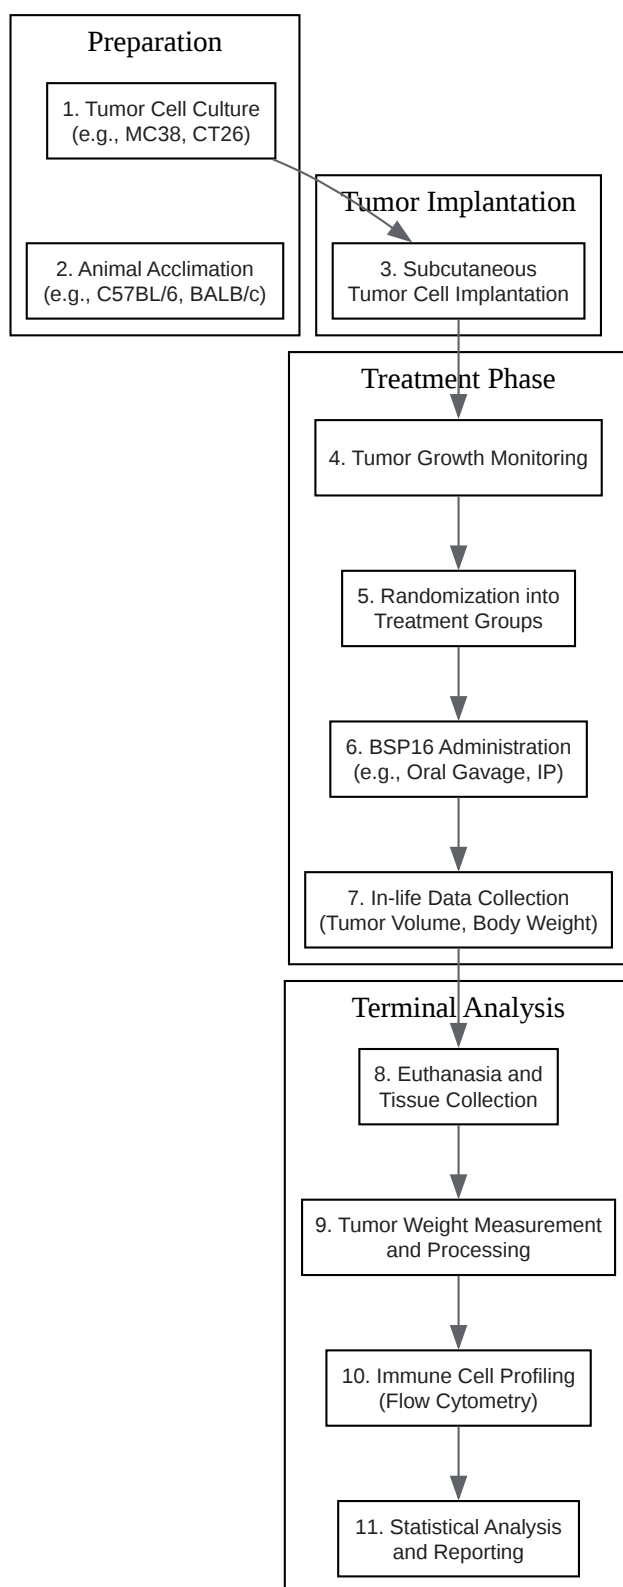 Preparation
1. Tumor Cell Culture
(e.g., MC38, CT26)
2. Animal Acclimation
(e.g., C57BL/6, BALB/c)
Tumor Implantation
3. Subcutaneous
Tumor Cell Implantation
Treatment Phase
4. Tumor Growth Monitoring
5. Randomization into
Treatment Groups
6. BSP16 Administration
(e.g., Oral Gavage, IP)
7. In-life Data Collection
(Tumor Volume, Body Weight)
Terminal Analysis
8. Euthanasia and
Tissue Collection
9. Tumor Weight Measurement
and Processing
10. Immune Cell Profiling
(Flow Cytometry)
11. Statistical Analysis
and Reporting